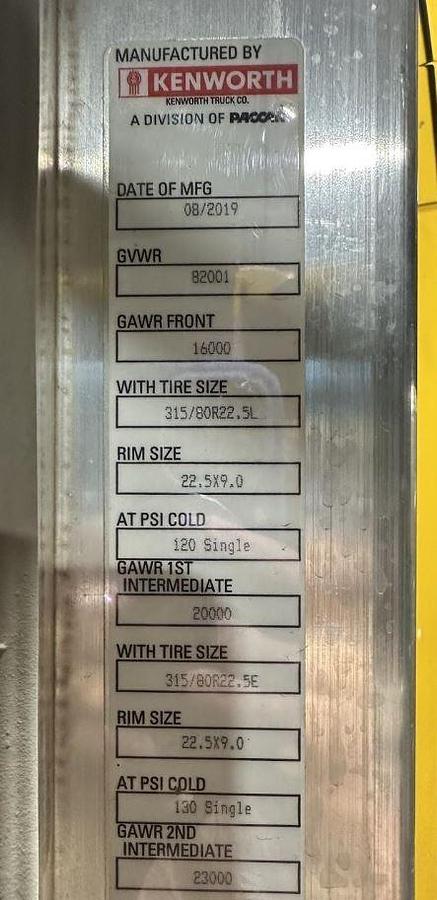 MANUFACTURED BY
KENWORTH
KENWORTH TRUCK CO.
A DIVISION OF PACCAR
DATE OF MFG
08/2019
GVWR
82001
GAWR FRONT
16000
WITH TIRE SIZE
315/80R22.5L
RIM SIZE
22.5X9.0
AT PSI COLD
120 Single
GAWR 1ST
INTERMEDIATE
20000
WITH TIRE SIZE
315/80R22.5E
RIM SIZE
22.5X9.0
AT PSI COLD
130 Single
GAWR 2ND
INTERMEDIATE
23000